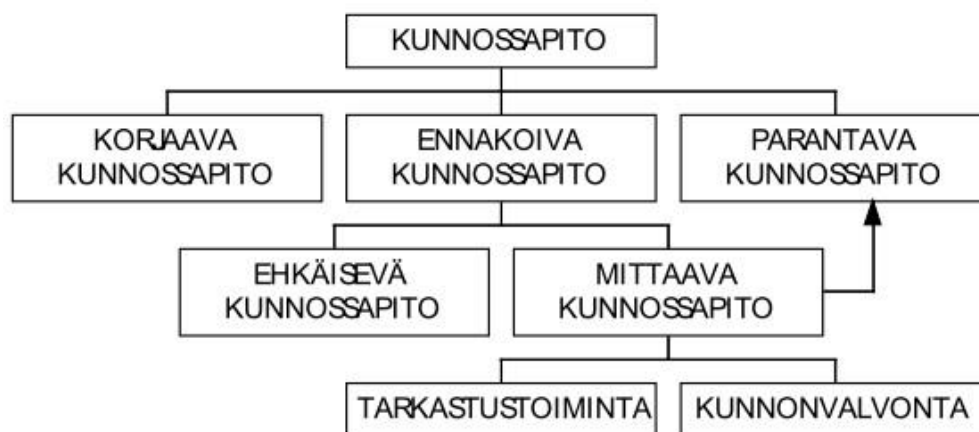 KUNNOSSAPITO
KORJAAVA
KUNNOSSAPITO
ENNAKOIVA
KUNNOSSAPITO
PARANTAVA
KUNNOSSAPITO
EHKÄISEVÄ
KUNNOSSAPITO
MITTAAVA
KUNNOSSAPITO
TARKASTUSTOIMINTA
KUNNONVALVONTA